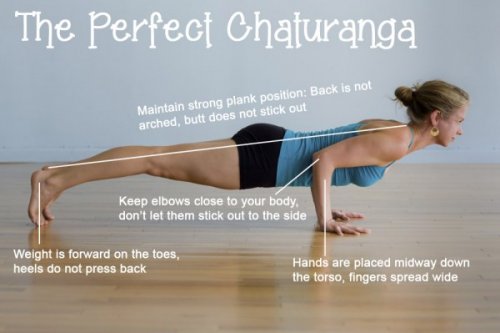 The Perfect Chaturanga
Maintain strong plank position: Back is not
arched, butt does not stick out
Keep elbows close to your body,
don't let them stick out to the side
Weight is forward on the toes,
heels do not press back
Hands are placed midway down
the torso, fingers spread wide